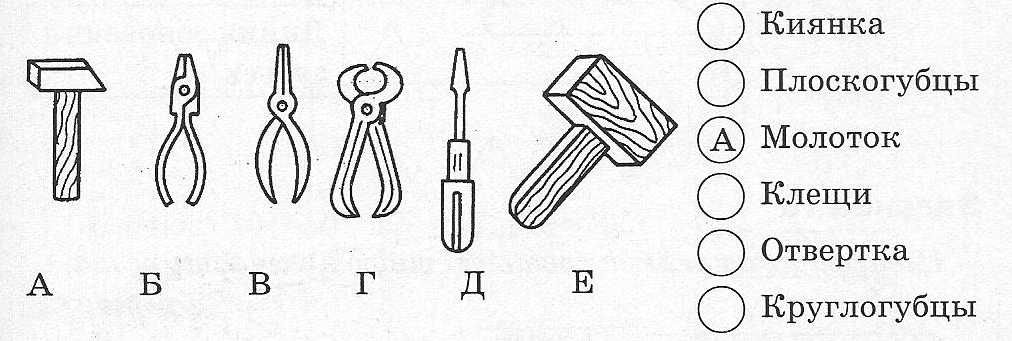 А Б В Г Д Е
Киянка
Плоскогубцы
А Молоток
Клещи
Отвертка
Круглогубцы